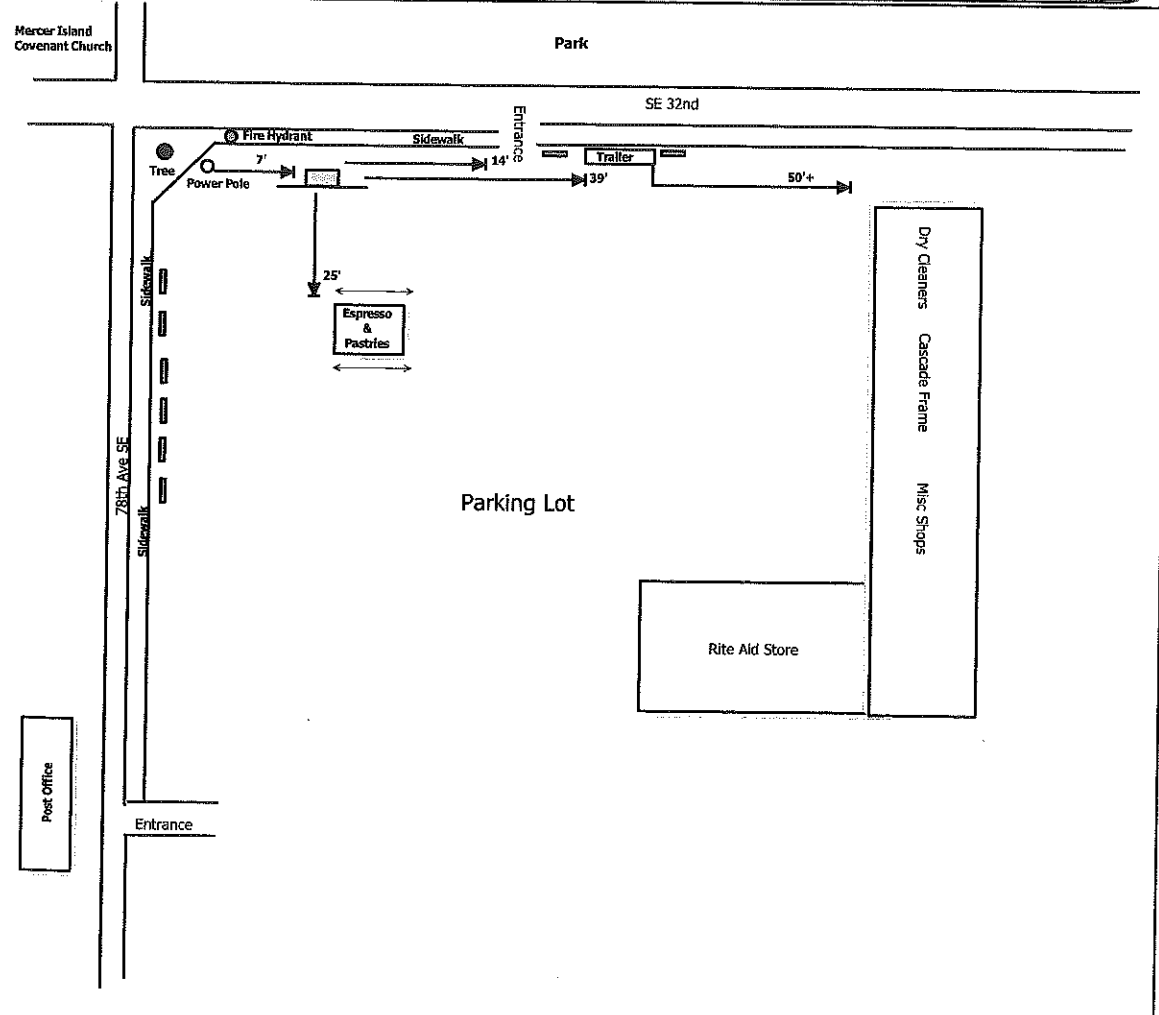 Mercer Island
Covenant Church
Park
SE 32nd
Entrance
Fire Hydrant
Sidewalk
Tree
Power Pole
7'
14'
Trailer
39'
50'+
Sidewalk
25'
Espresso
&
Pastries
Dry Cleaners
Cascade Frame
Misc Shops
78th Ave SE
Parking Lot
Sidewalk
Rite Aid Store
Post Office
Entrance